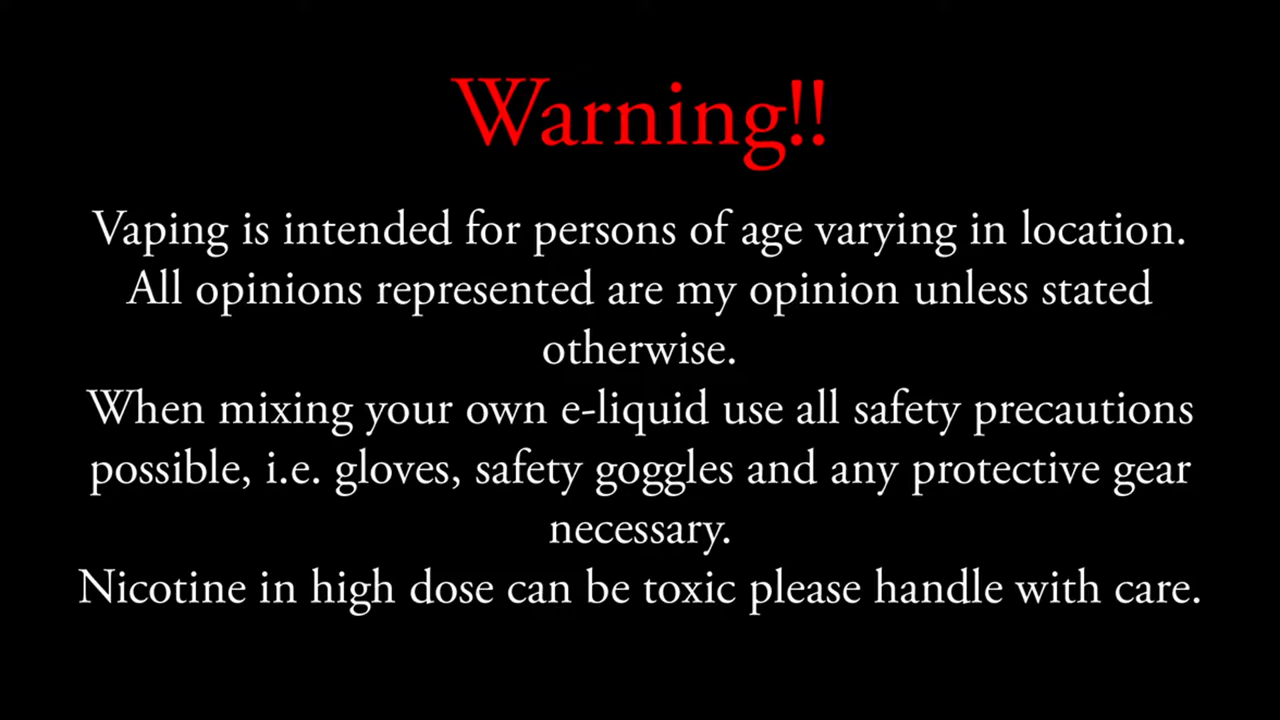 Warning!!
Vaping is intended for persons of age varying in location.
All opinions represented are my opinion unless stated
otherwise.
When mixing your own e-liquid use all safety precautions
possible, i.e. gloves, safety goggles and any protective gear
necessary.
Nicotine in high dose can be toxic please handle with care.